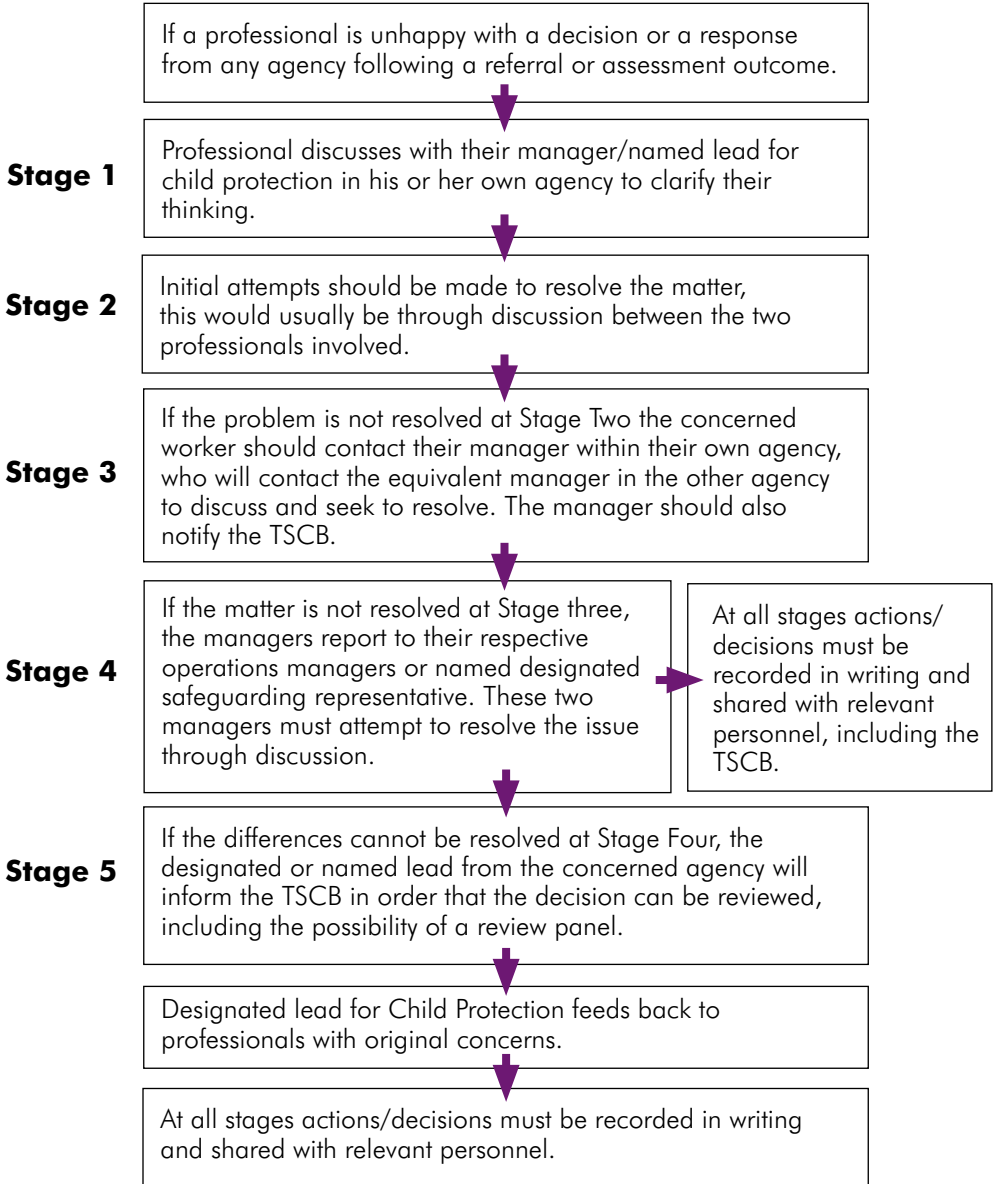 If a professional is unhappy with a decision or a response
from any agency following a referral or assessment outcome.
Stage 1
Professional discusses with their manager/named lead for
child protection in his or her own agency to clarify their
thinking.
Stage 2
Initial attempts should be made to resolve the matter,
this would usually be through discussion between the two
professionals involved.
Stage 3
If the problem is not resolved at Stage Two the concerned
worker should contact their manager within their own agency,
who will contact the equivalent manager in the other agency
to discuss and seek to resolve. The manager should also
notify the TSCB.
Stage 4
If the matter is not resolved at Stage three,
the managers report to their respective
operations managers or named designated
safeguarding representative. These two
managers must attempt to resolve the issue
through discussion.
At all stages actions/
decisions must be
recorded in writing and
shared with relevant
personnel, including the
TSCB.
Stage 5
If the differences cannot be resolved at Stage Four, the
designated or named lead from the concerned agency will
inform the TSCB in order that the decision can be reviewed,
including the possibility of a review panel.
Designated lead for Child Protection feeds back to
professionals with original concerns.
At all stages actions/decisions must be recorded in writing
and shared with relevant personnel.